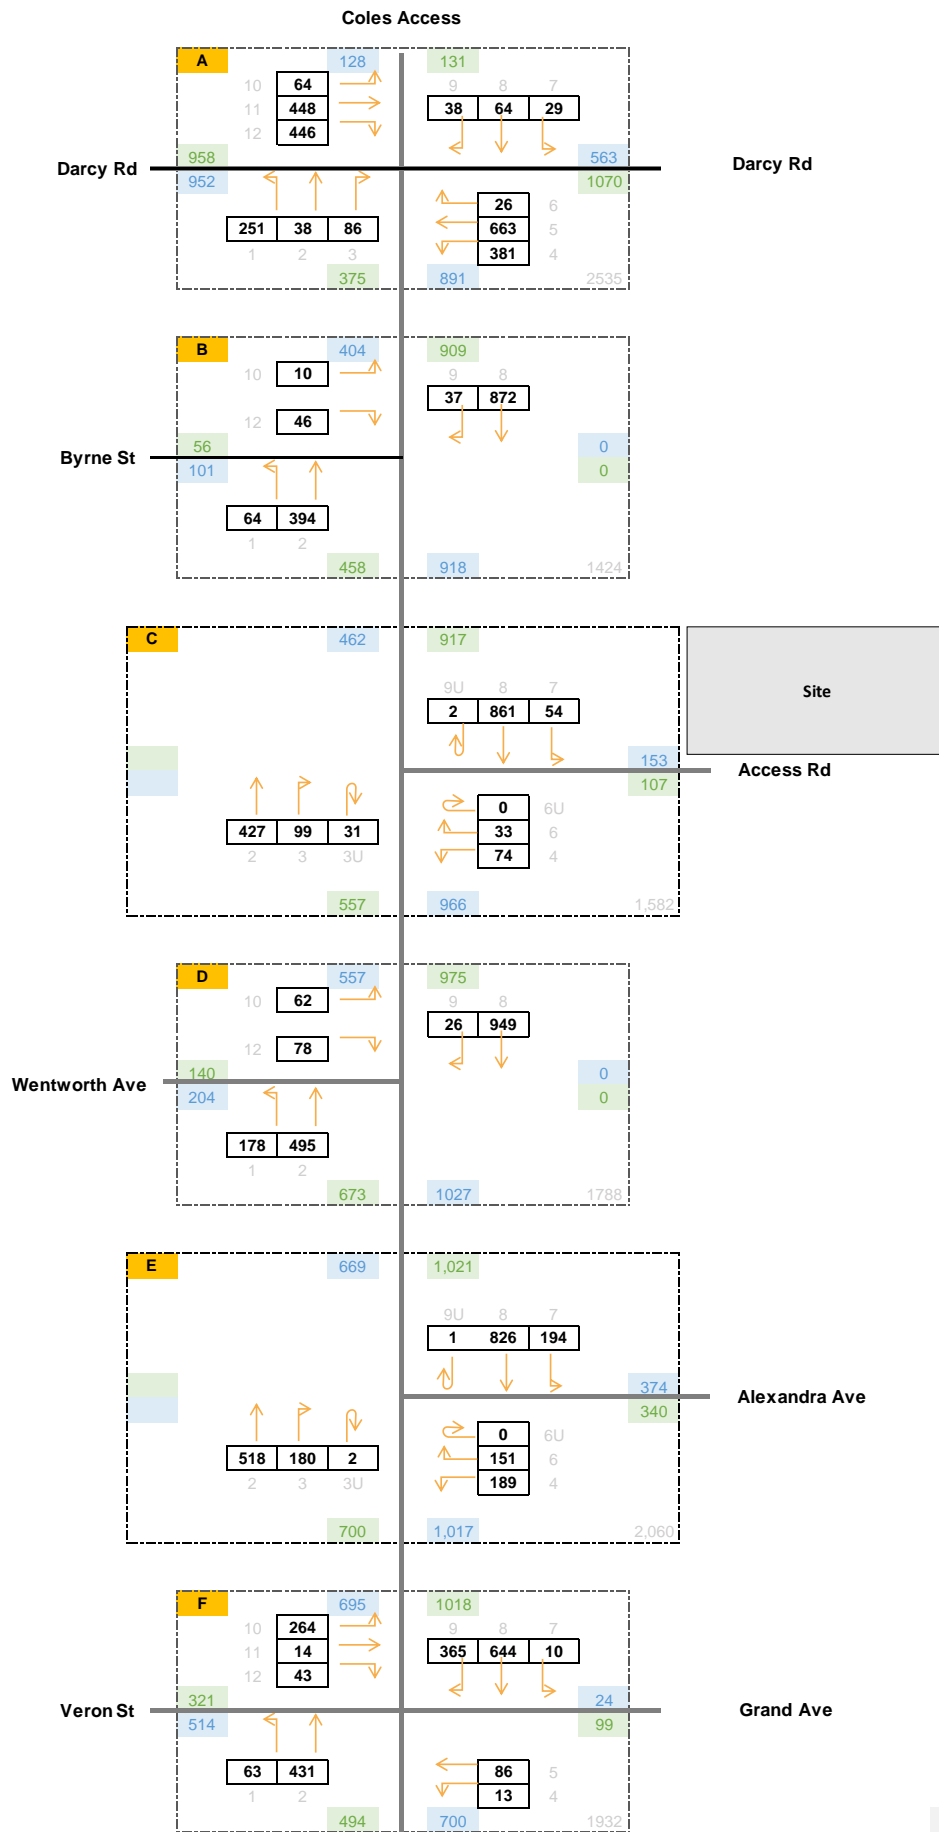 Coles Access
A 128 131
10 64 9 8 7
11 448 38 64 29
12 446
958 563
Darcy Rd Darcy Rd
952 1070
26 6
251 38 86 663 5
1 2 3 381 4
375 891 2535
B 404 909
10 10 9 8
37 872
12 46
56 0
Byrne St
101 0
64 394
1 2
458 918 1424
C 462 917
9U 8 7 Site
2 861 54
153
Access Rd
107
0 6U
427 99 31 33 6
2 3 3U 74 4
557 966 1,582
D 557 975
10 62 9 8
26 949
12 78
140 0
Wentworth Ave
204 0
178 495
1 2
673 1027 1788
E 669 1,021
9U 8 7
1 826 194
374
Alexandra Ave
340
0 6U
518 180 2 151 6
2 3 3U 189 4
700 1,017 2,060
F 695 1018
10 264 9 8 7
11 14 365 644 10
12 43
321 24
Veron St Grand Ave
514 99
63 431 86 5
1 2 13 4
494 700 1932